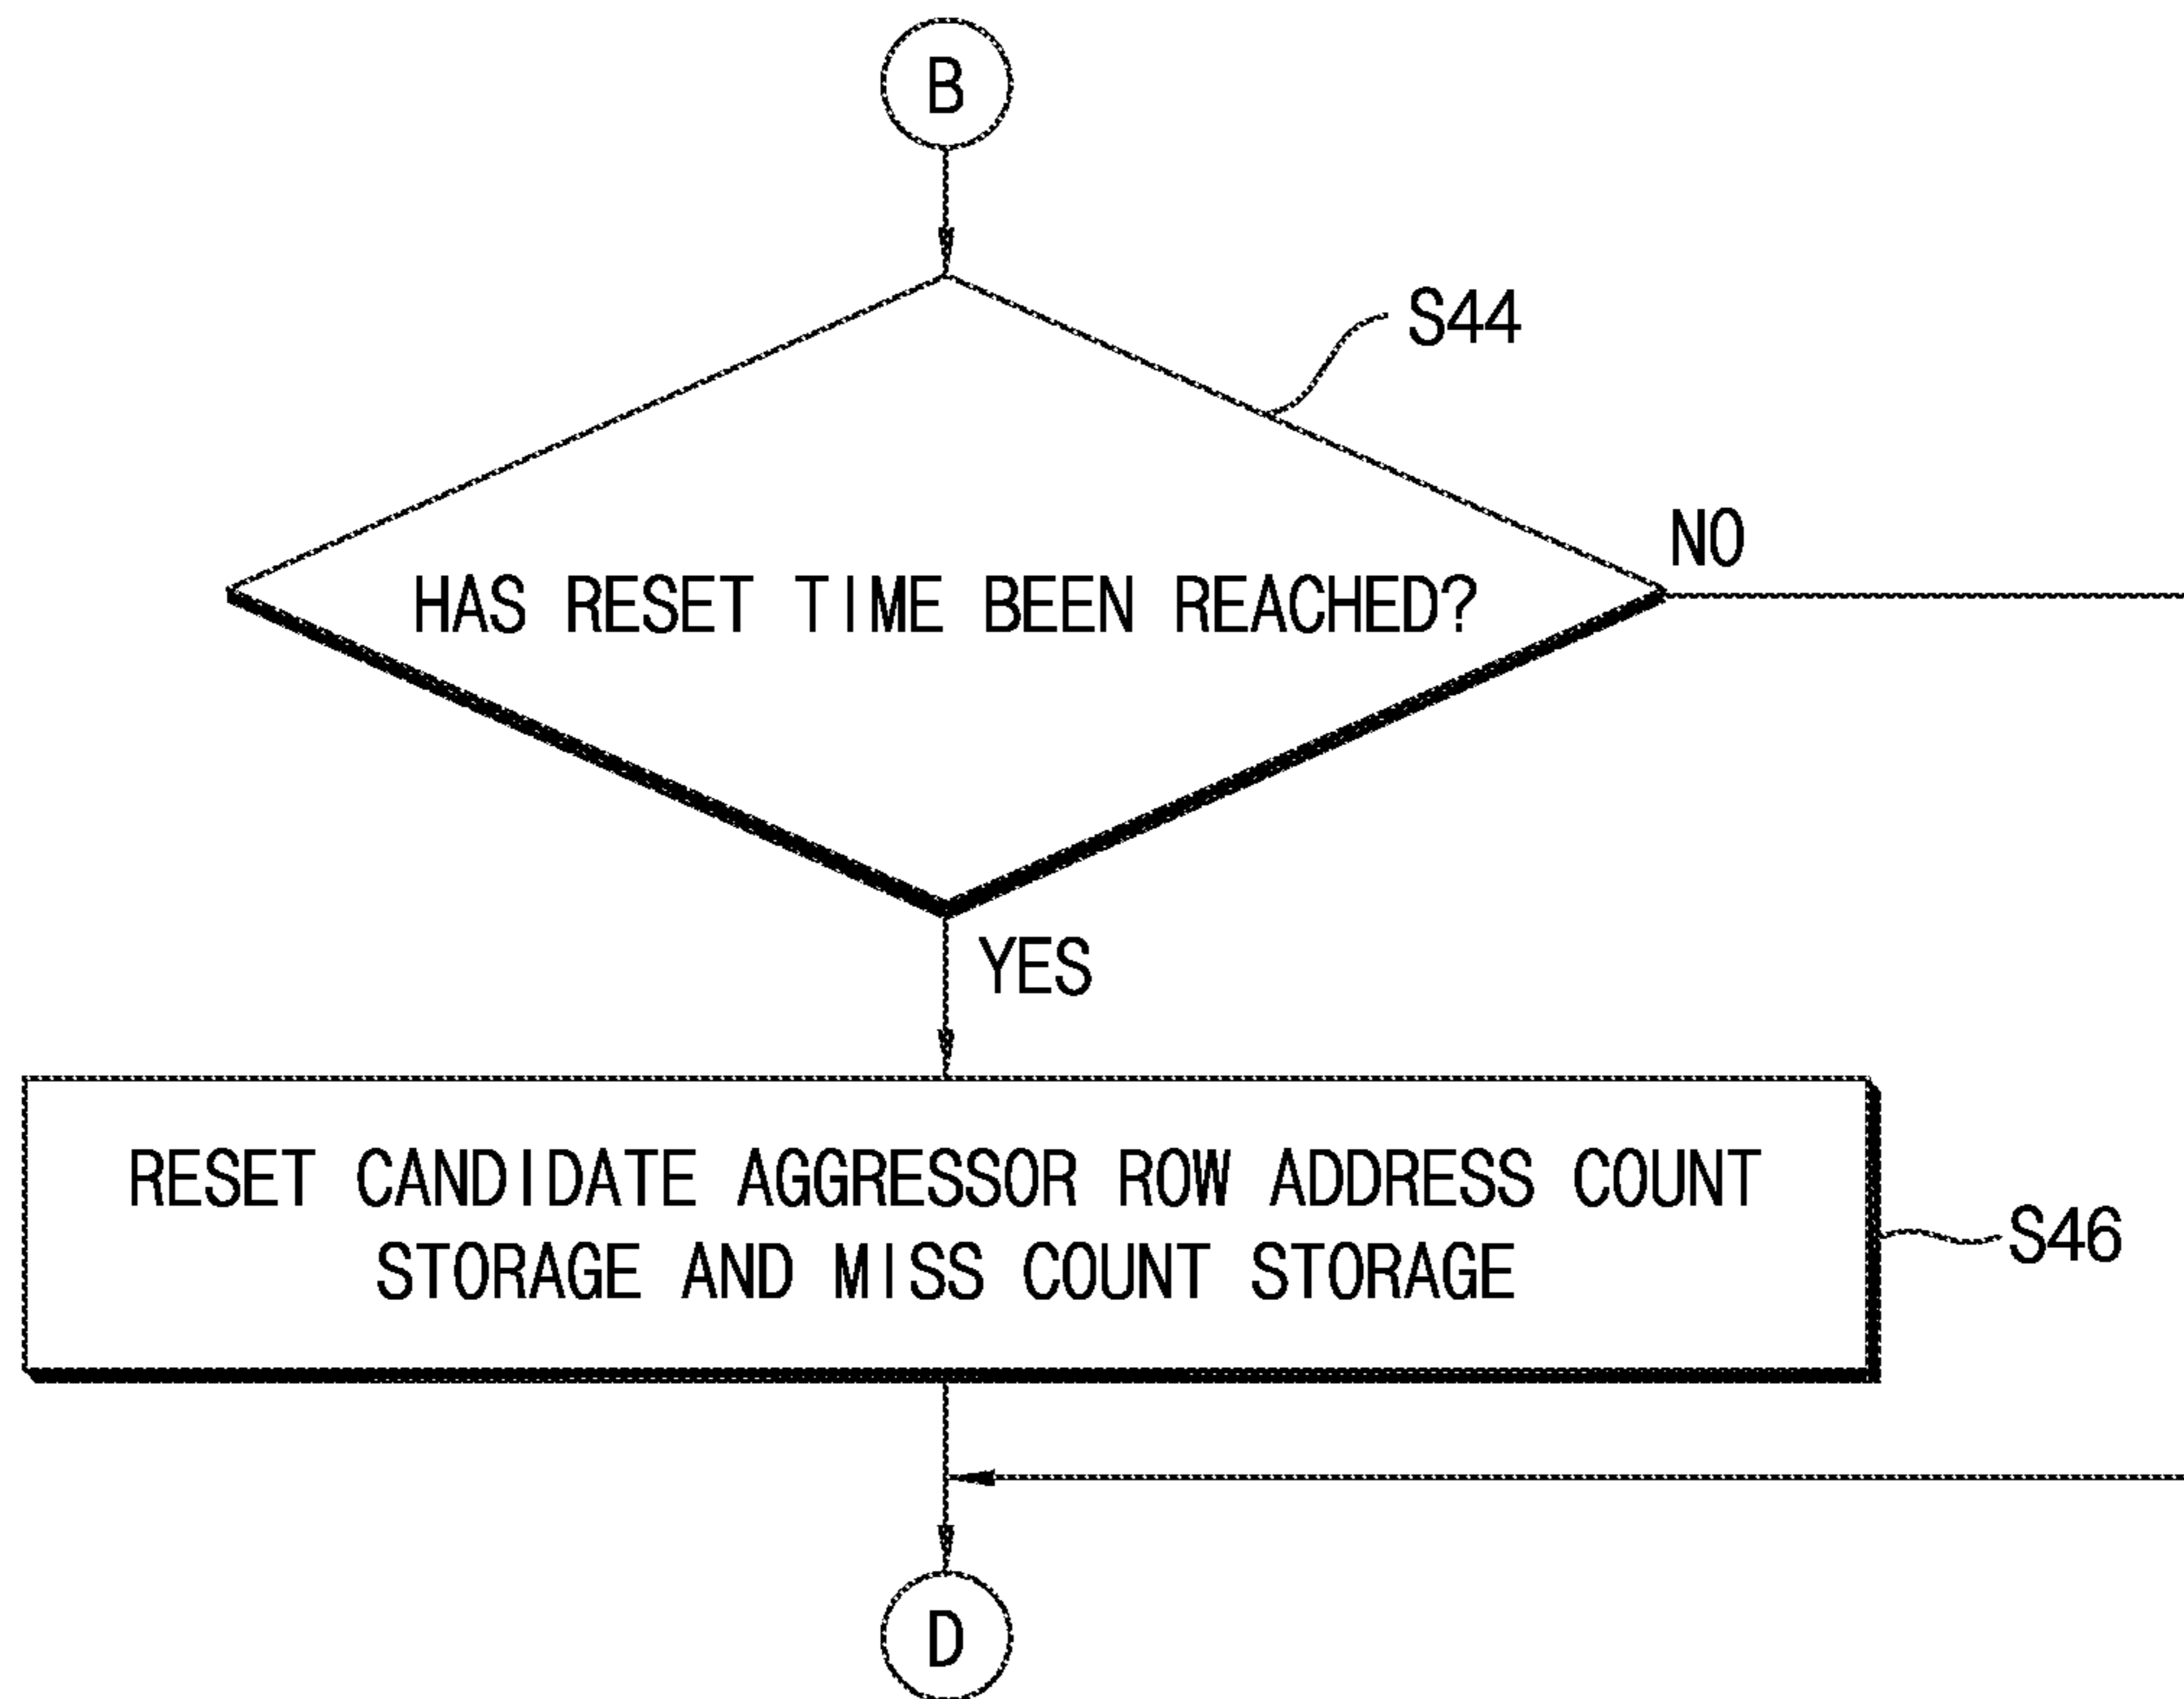 B
S44
HAS RESET TIME BEEN REACHED?
NO
YES
RESET CANDIDATE AGGRESSOR ROW ADDRESS COUNT
STORAGE AND MISS COUNT STORAGE
S46
D